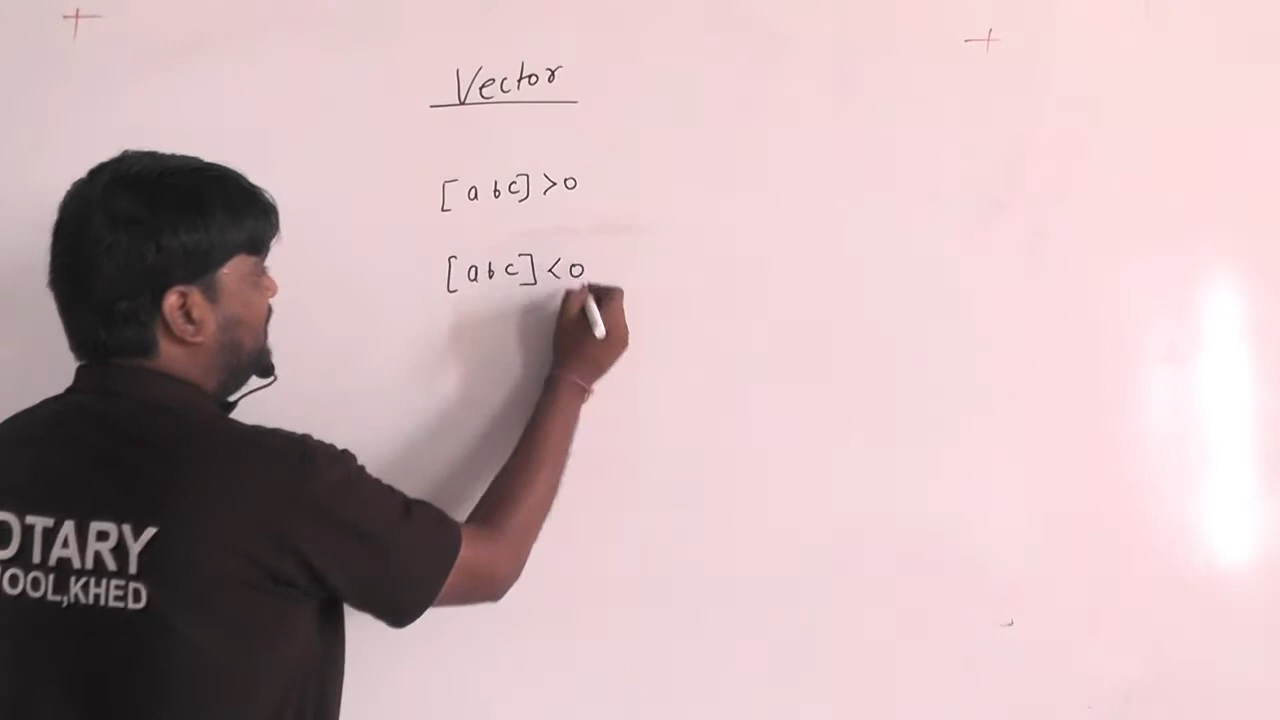 Vector
[a b c] > 0
[a b c] < 0
OTARY
OOL,KHED